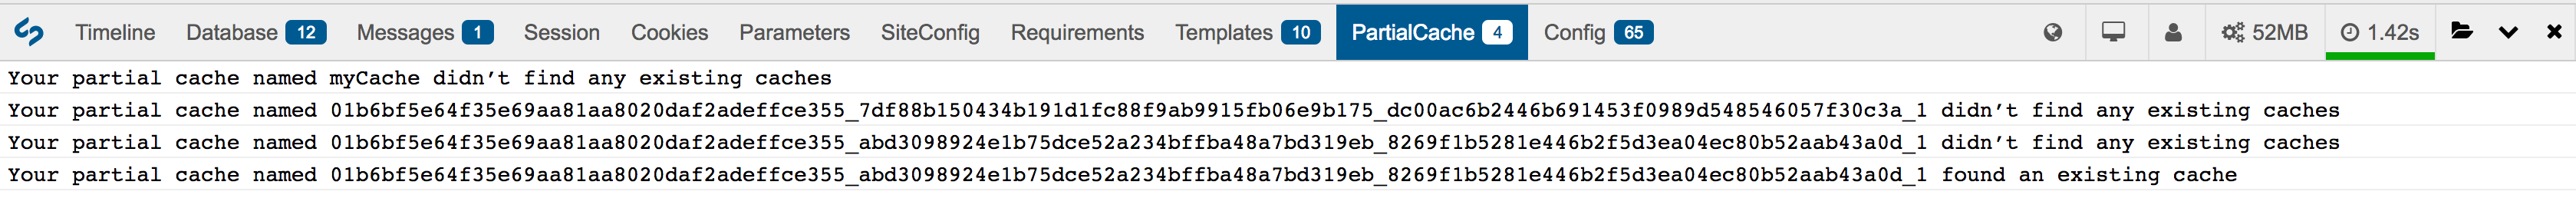 Timeline Database 12 Messages 1 Session Cookies Parameters SiteConfig Requirements Templates 10 PartialCache 4 Config 65 52MB 1.42s
Your partial cache named myCache didn’t find any existing caches
Your partial cache named 01b6bf5e64f35e69aa81aa8020daf2adeffce355_7df88b150434b191d1fc88f9ab9915fb06e9b175_dc00ac6b2446b691453f0989d548546057f30c3a_1 didn’t find any existing caches
Your partial cache named 01b6bf5e64f35e69aa81aa8020daf2adeffce355_abd3098924e1b75dce52a234bffba48a7bd319eb_8269f1b5281e446b2f5d3ea04ec80b52aab43a0d_1 didn’t find any existing caches
Your partial cache named 01b6bf5e64f35e69aa81aa8020daf2adeffce355_abd3098924e1b75dce52a234bffba48a7bd319eb_8269f1b5281e446b2f5d3ea04ec80b52aab43a0d_1 found an existing cache